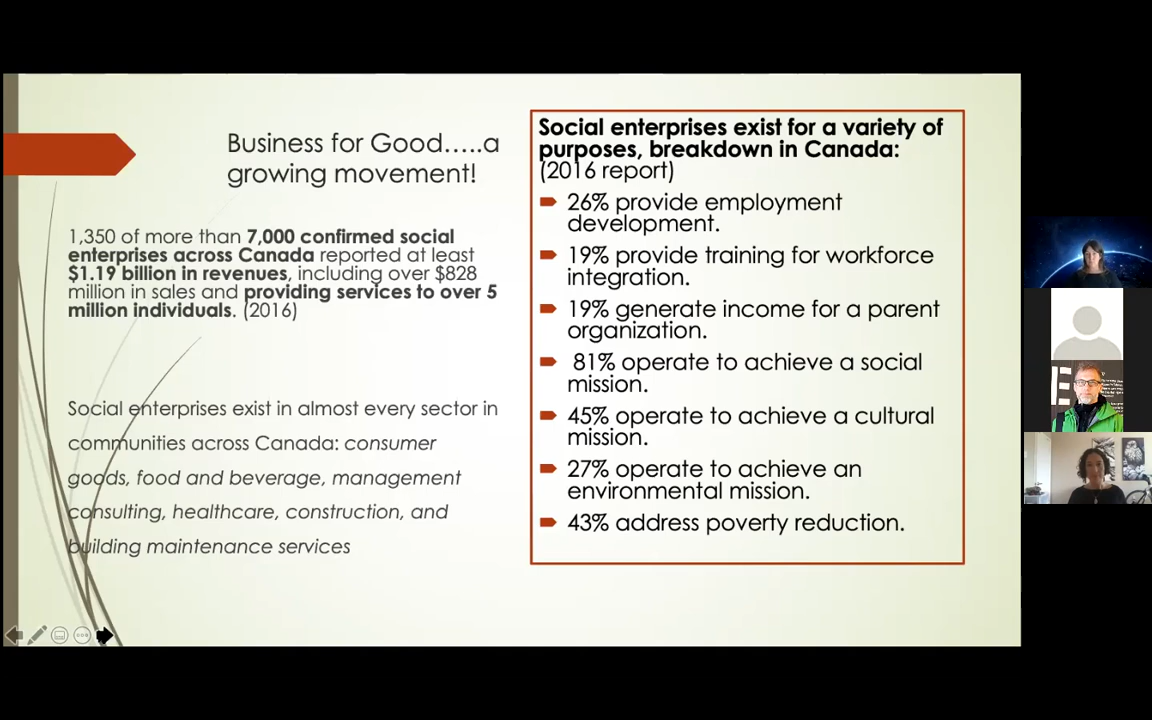 Business for Good…..a
growing movement!
1,350 of more than 7,000 confirmed social
enterprises across Canada reported at least
$1.19 billion in revenues, including over $828
million in sales and providing services to over 5
million individuals. (2016)
Social enterprises exist in almost every sector in
communities across Canada: consumer
goods, food and beverage, management
consulting, healthcare, construction, and
building maintenance services
Social enterprises exist for a variety of
purposes, breakdown in Canada:
(2016 report)
26% provide employment
development.
19% provide training for workforce
integration.
19% generate income for a parent
organization.
81% operate to achieve a social
mission.
45% operate to achieve a cultural
mission.
27% operate to achieve an
environmental mission.
43% address poverty reduction.